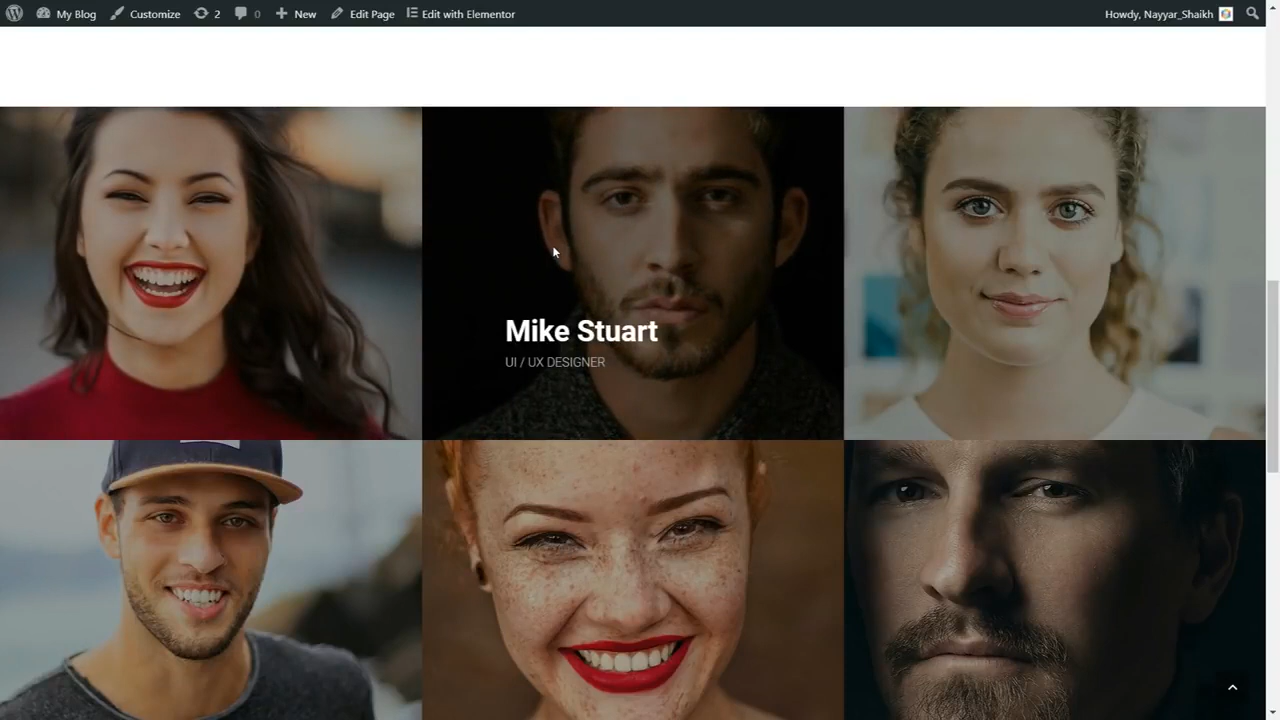 My Blog Customize 2 0 New Edit Page Edit with Elementor Howdy, Nayyar_Shaikh
Mike Stuart
UI / UX DESIGNER